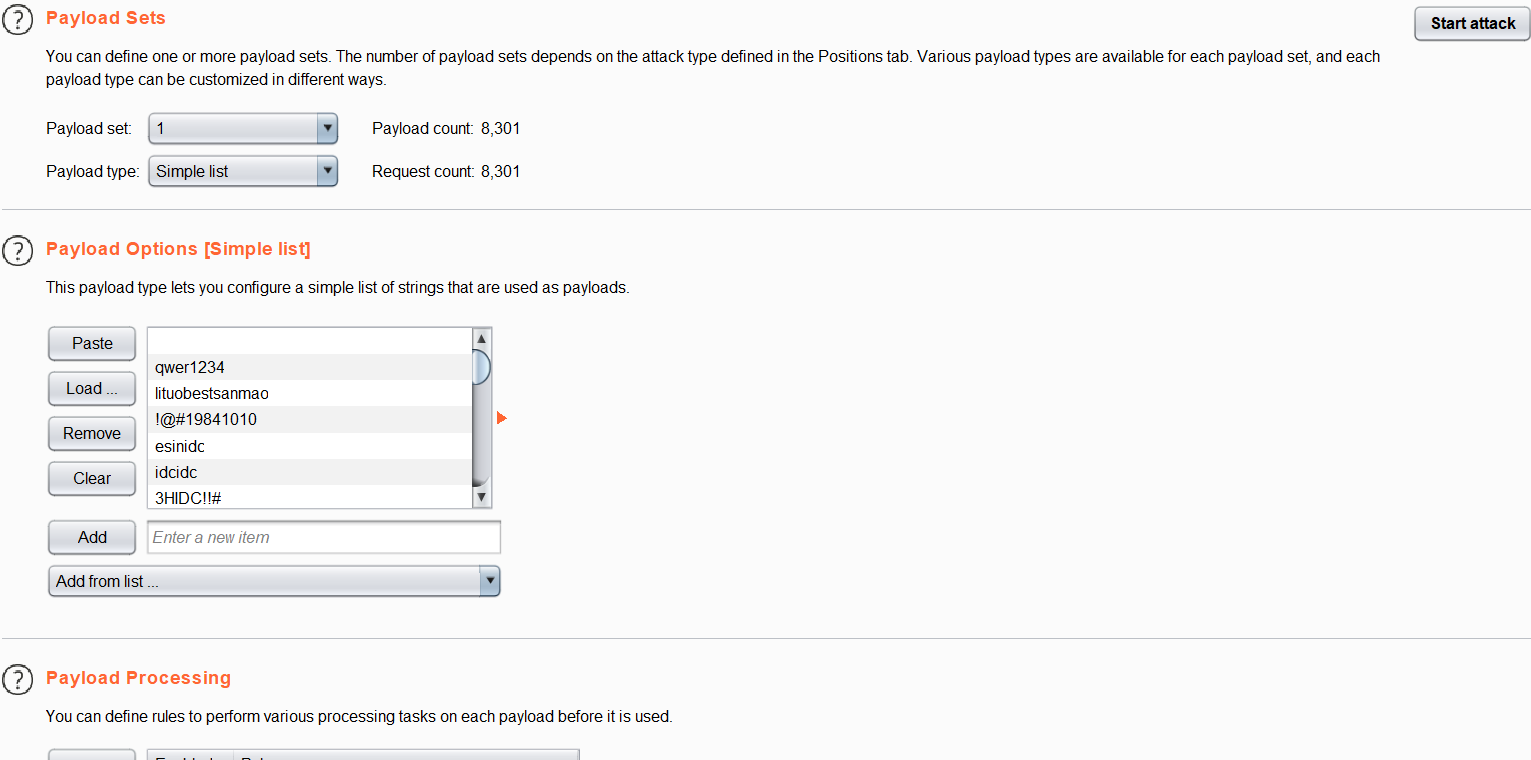 Payload Sets
Start attack
You can define one or more payload sets. The number of payload sets depends on the attack type defined in the Positions tab. Various payload types are available for each payload set, and each
payload type can be customized in different ways.
Payload set: 1 Payload count: 8,301
Payload type: Simple list Request count: 8,301
Payload Options [Simple list]
This payload type lets you configure a simple list of strings that are used as payloads.
Paste
Load ...
Remove
Clear
qwer1234
lituobestsanmao
!@#19841010
esinidc
idcidc
3HIDC!!#
Add Enter a new item
Add from list ...
Payload Processing
You can define rules to perform various processing tasks on each payload before it is used.